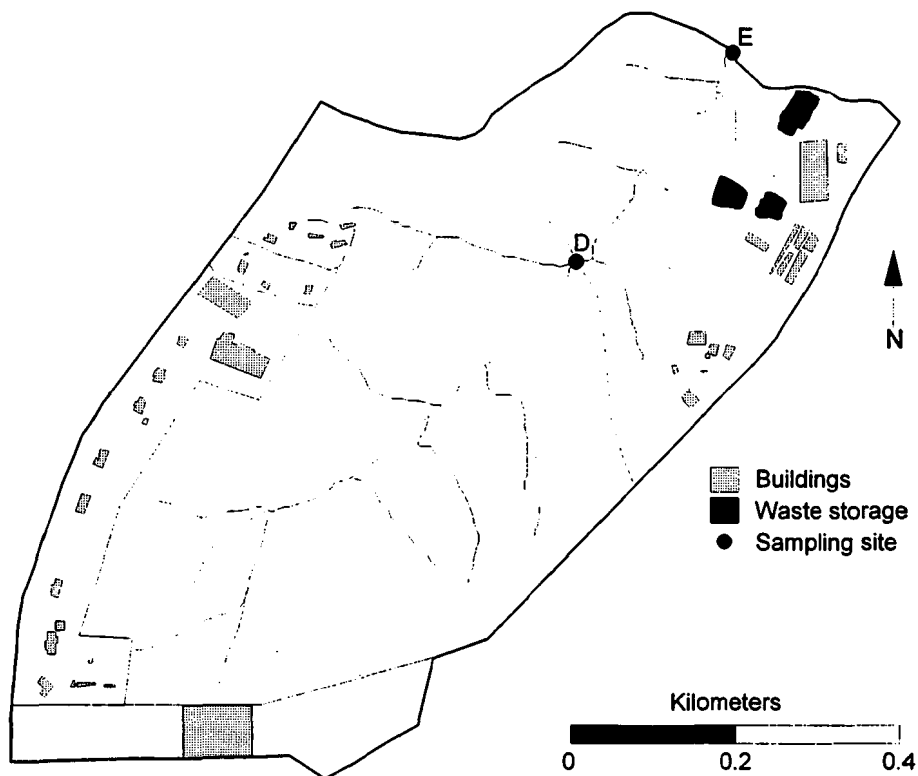 E
D
N
Buildings
Waste storage
Sampling site
Kilometers
0 0.2 0.4